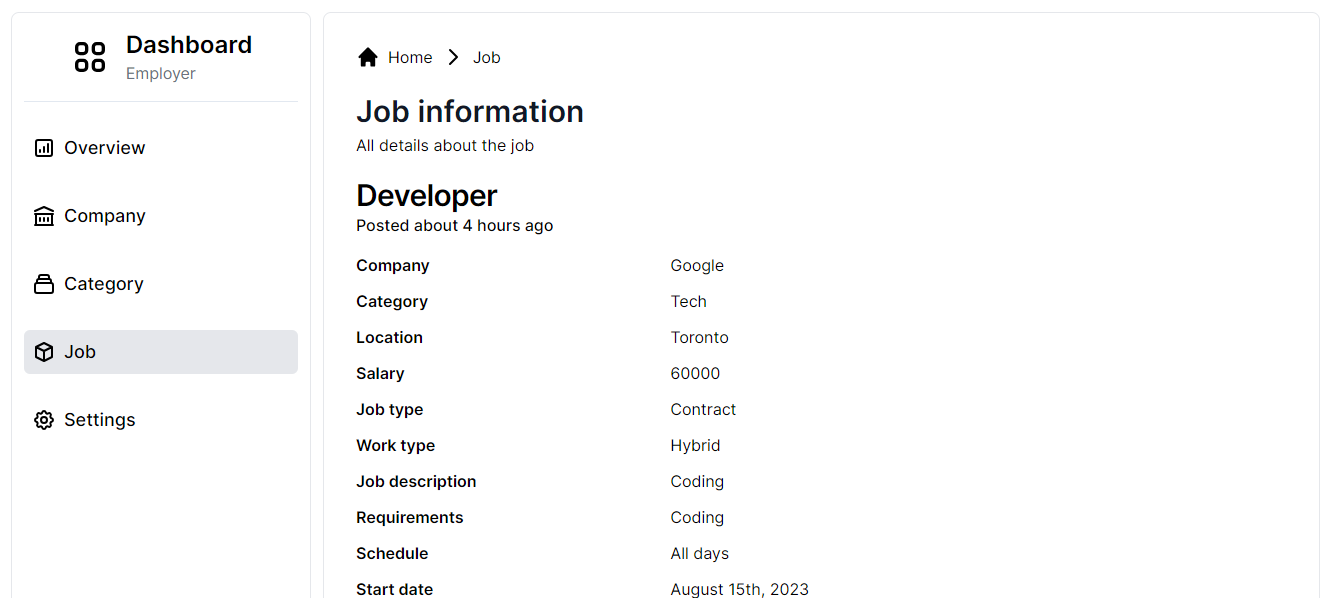 Dashboard
Employer
Overview
Company
Category
Job
Settings
Home Job
Job information
All details about the job
Developer
Posted about 4 hours ago
Company Google
Category Tech
Location Toronto
Salary 60000
Job type Contract
Work type Hybrid
Job description Coding
Requirements Coding
Schedule All days
Start date August 15th, 2023